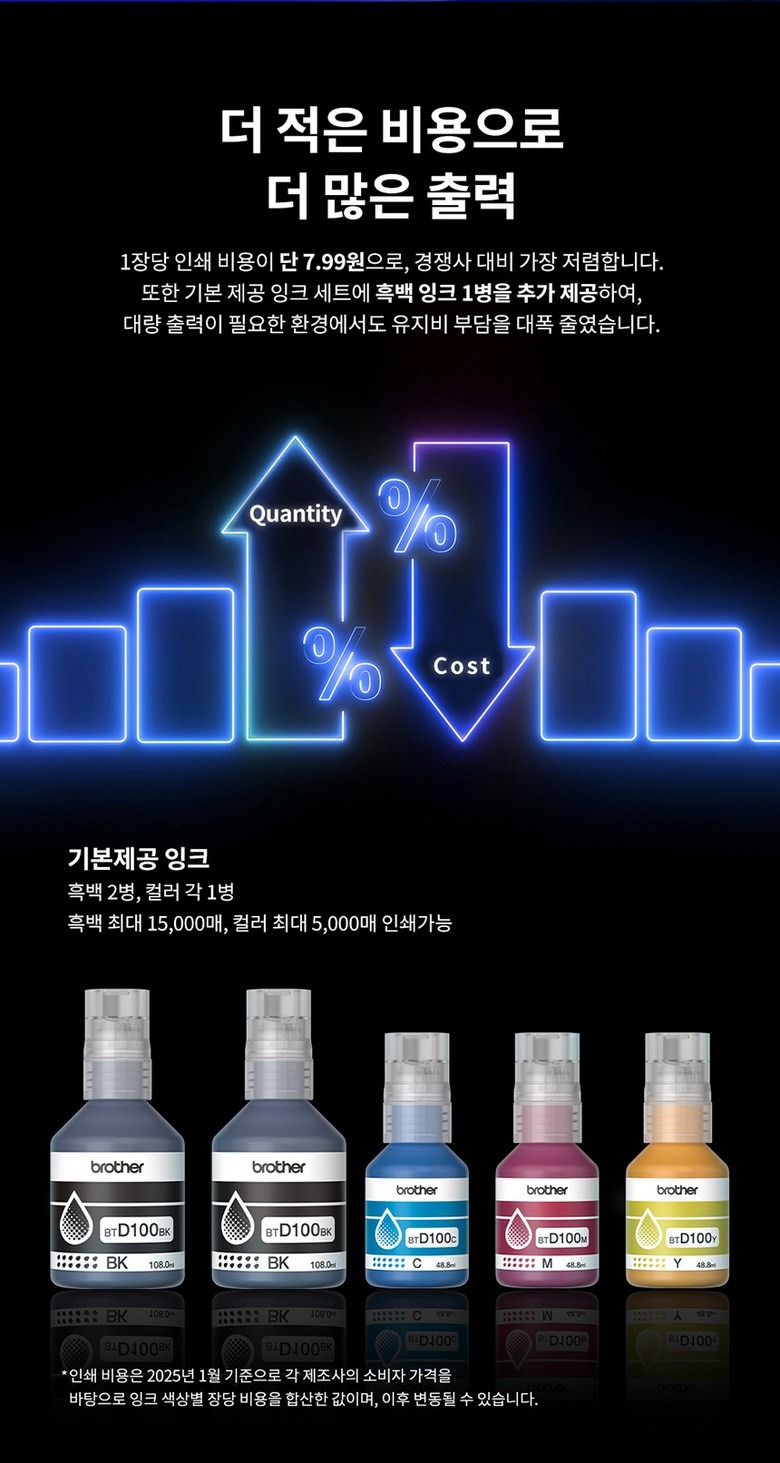 더 적은 비용으로
더 많은 출력
1장당 인쇄 비용이 단 7.99원으로, 경쟁사 대비 가장 저렴합니다.
또한 기본 제공 잉크 세트에 흑백 잉크 1병을 추가 제공하여,
대량 출력이 필요한 환경에서도 유지비 부담을 대폭 줄였습니다.
Quantity
%
%
Cost
기본제공 잉크
흑백 2병, 컬러 각 1병
흑백 최대 15,000매, 컬러 최대 5,000매 인쇄가능
brother
BTD100BK
BK 108.0ml
brother
BTD100BK
BK 108.0ml
brother
BTD100C
C 48.8ml
brother
BTD100M
M 48.8ml
brother
BTD100Y
Y 48.8ml
*인쇄 비용은 2025년 1월 기준으로 각 제조사의 소비자 가격을
바탕으로 잉크 색상별 장당 비용을 합산한 값이며, 이후 변동될 수 있습니다.